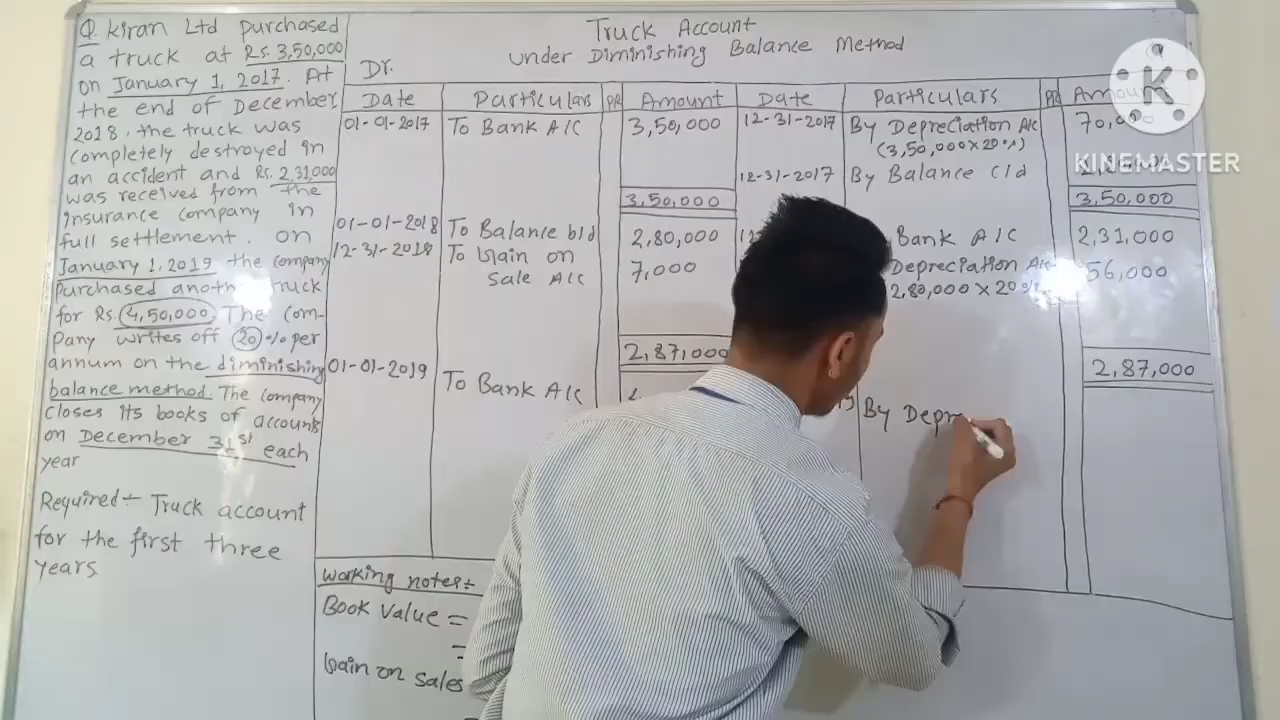 Q. Kiran Ltd purchased
a truck at Rs. 3,50,000
on January 1, 2017. At
the end of December
2018, the truck was
completely destroyed in
an accident and Rs. 2,31,000
was received from the
insurance company in
full settlement. on
January 1, 2019 the company
purchased another truck
for Rs. 4,50,000 The com-
pany writes off 20 % per
annum on the diminishing
balance method. The company
closes its books of accounts
on December 31st each
year
Required:- Truck account
for the first three
years.
Truck Account
under Diminishing Balance Method
Dr.
Date Particulars PR Amount Date Particulars PR Amount
01-01-2017 To Bank A/C 3,50,000 12-31-2017 By Depreciation A/c 70,000
(3,50,000 x 20%)
12-31-2017 By Balance c/d
3,50,000 3,50,000
01-01-2018 To Balance b/d 2,80,000 Bank A/C 2,31,000
12-31-2018 To Gain on 7,000 Depreciation A/c 56,000
Sale A/c 2,80,000 x 20%
2,87,000 2,87,000
01-01-2019 To Bank A/C By Depre
Working notes:-
Book Value =
=
Gain on sales
K
KINEMASTER